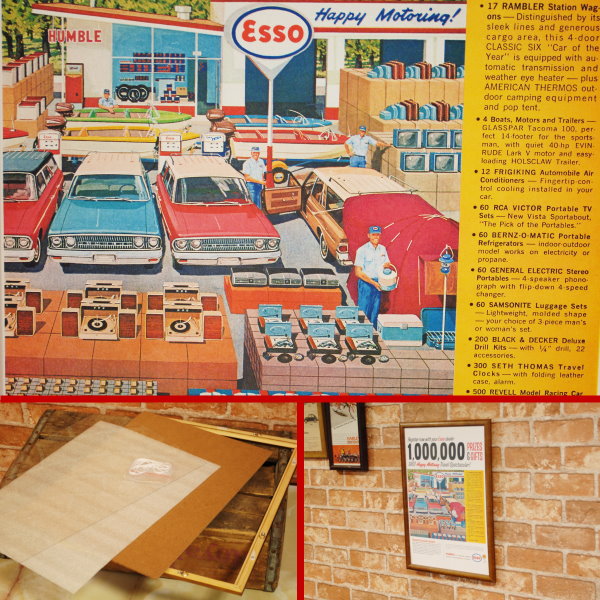 HUMBLE
ESSO
Happy Motoring!
• 17 RAMBLER Station Wag-
ons — Distinguished by its
sleek lines and generous
cargo area, this 4-door
CLASSIC SIX "Car of the
Year" is equipped with au-
tomatic transmission and
weather eye heater — plus
AMERICAN THERMOS out-
door camping equipment
and pop tent.
• 4 Boats, Motors and Trailers —
GLASSPAR Tacoma 100, per-
fect 14-footer for the sports-
man, with quiet 40-hp EVIN-
RUDE Lark V motor and easy-
loading HOLSCLAW Trailer.
• 12 FRIGIKING Automobile Air
Conditioners — Fingertip con-
trol cooling installed in your
car.
• 60 RCA VICTOR Portable TV
Sets — New Vista Sportabout,
"The Pick of the Portables."
• 60 BERNZ-O-MATIC Portable
Refrigerators — indoor-outdoor
model works on electricity or
propane.
• 60 GENERAL ELECTRIC Stereo
Portables — 4-speaker phono-
graph with flip-down 4-speed
changer.
• 60 SAMSONITE Luggage Sets
— Lightweight, molded shape
— your choice of 3-piece man's
or woman's set.
• 200 BLACK & DECKER Deluxe
Drill Kits — with ¼" drill, 22
accessories.
• 300 SETH THOMAS Travel
Clocks — with folding leather
case, alarm.
• 500 REVELL Model Racing Car
1,000,000 PRIZES
& GIFTS
Happy Motoring